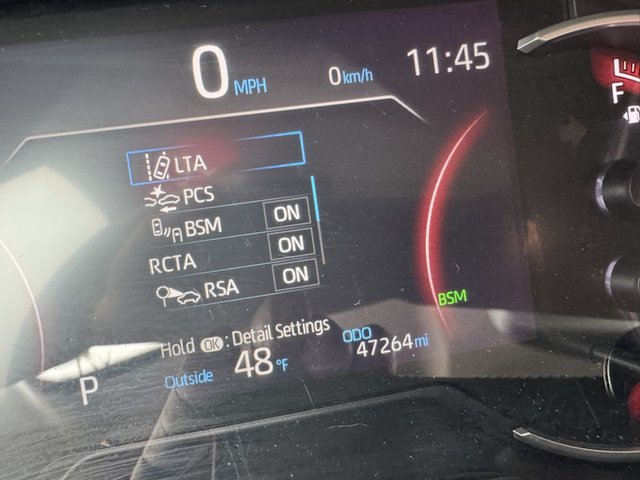 0 MPH
0 km/h
11:45
F
LTA
PCS
BSM ON
RCTA ON
RSA ON
BSM
Hold OK : Detail Settings
P
Outside 48 °F
ODO
47264 mi